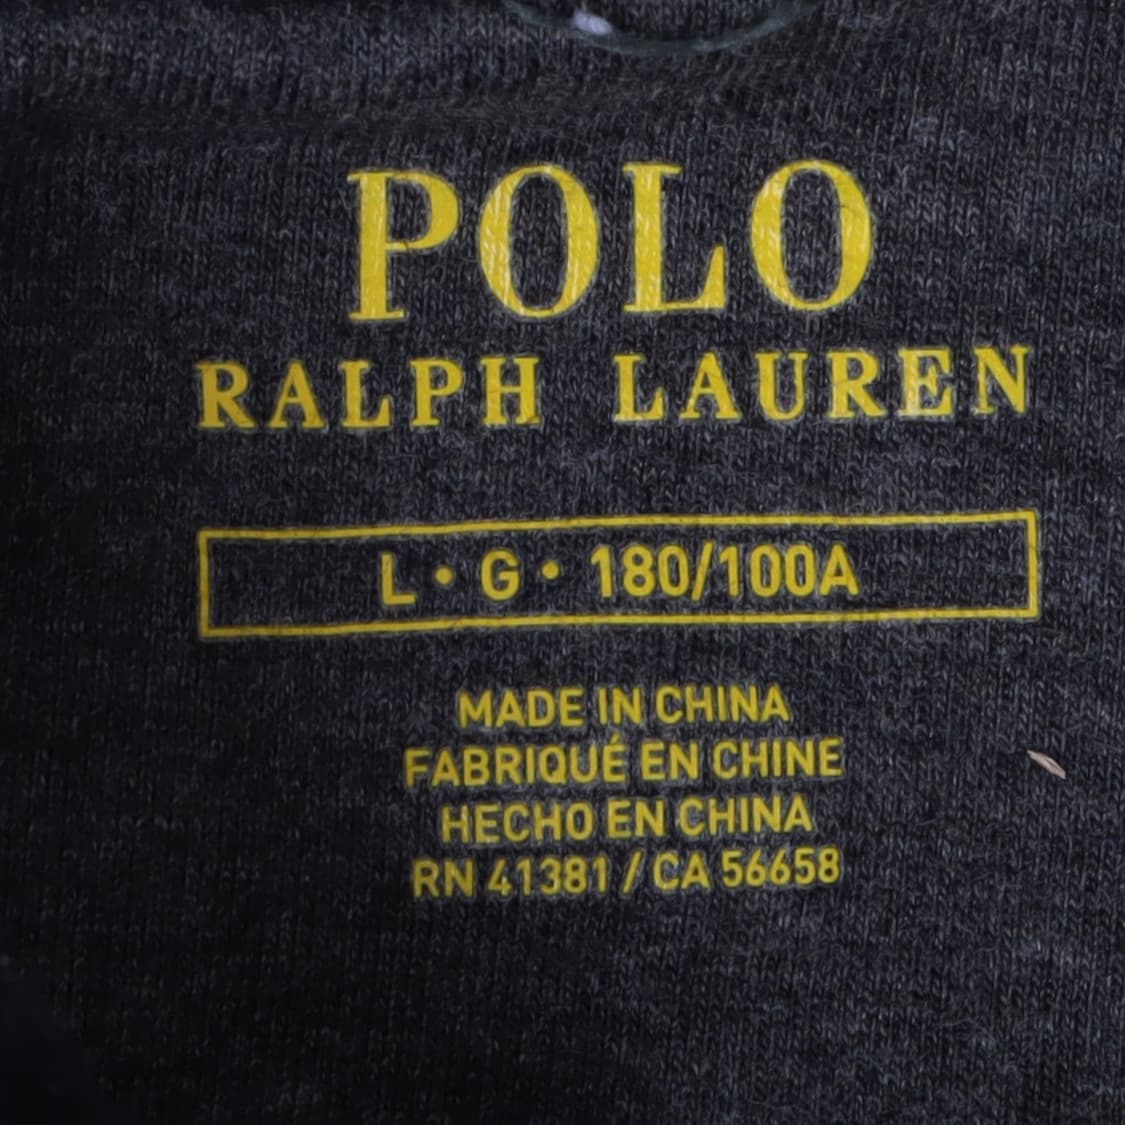 POLO
RALPH LAUREN
L • G • 180/100A
MADE IN CHINA
FABRIQUÉ EN CHINE
HECHO EN CHINA
RN 41381 / CA 56658